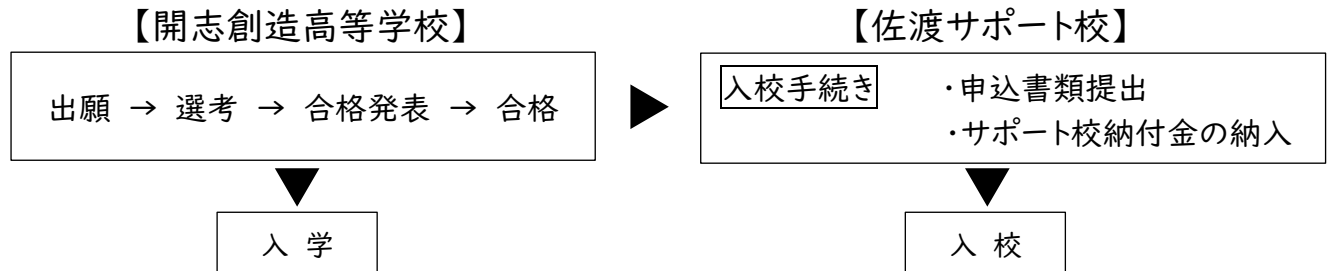 【開志創造高等学校】
出願 → 選考 → 合格発表 → 合格
入 学
【佐渡サポート校】
入校手続き ・申込書類提出
・サポート校納付金の納入
入 校